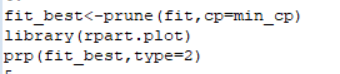 fit_best<-prune(fit,cp=min_cp)
library(rpart.plot)
prp(fit_best,type=2)